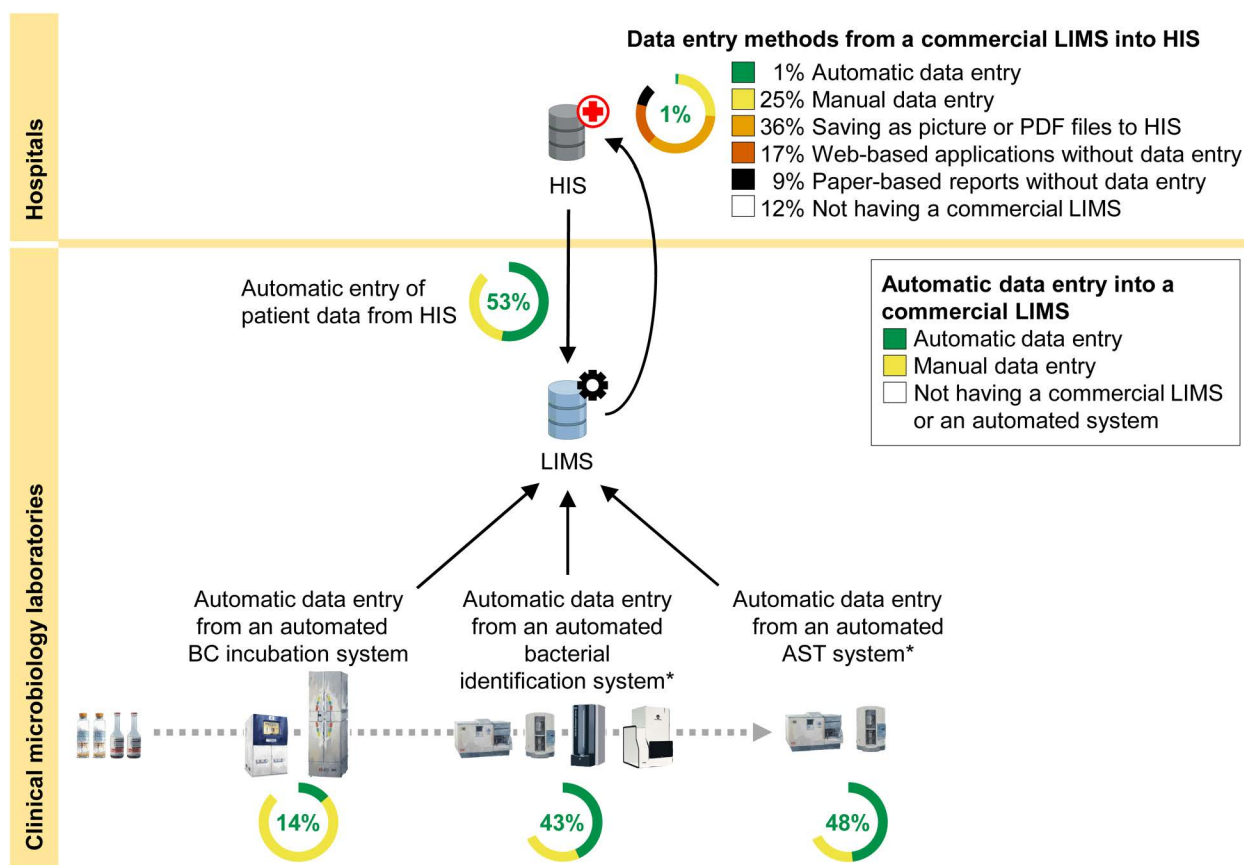 Hospitals
Data entry methods from a commercial LIMS into HIS
1%
1% Automatic data entry
25% Manual data entry
36% Saving as picture or PDF files to HIS
17% Web-based applications without data entry
9% Paper-based reports without data entry
12% Not having a commercial LIMS
HIS
Clinical microbiology laboratories
Automatic entry of
patient data from HIS
53%
Automatic data entry into a
commercial LIMS
Automatic data entry
Manual data entry
Not having a commercial LIMS
or an automated system
LIMS
Automatic data entry
from an automated
BC incubation system
Automatic data entry
from an automated
bacterial
identification system*
Automatic data entry
from an automated
AST system*
14%
43%
48%